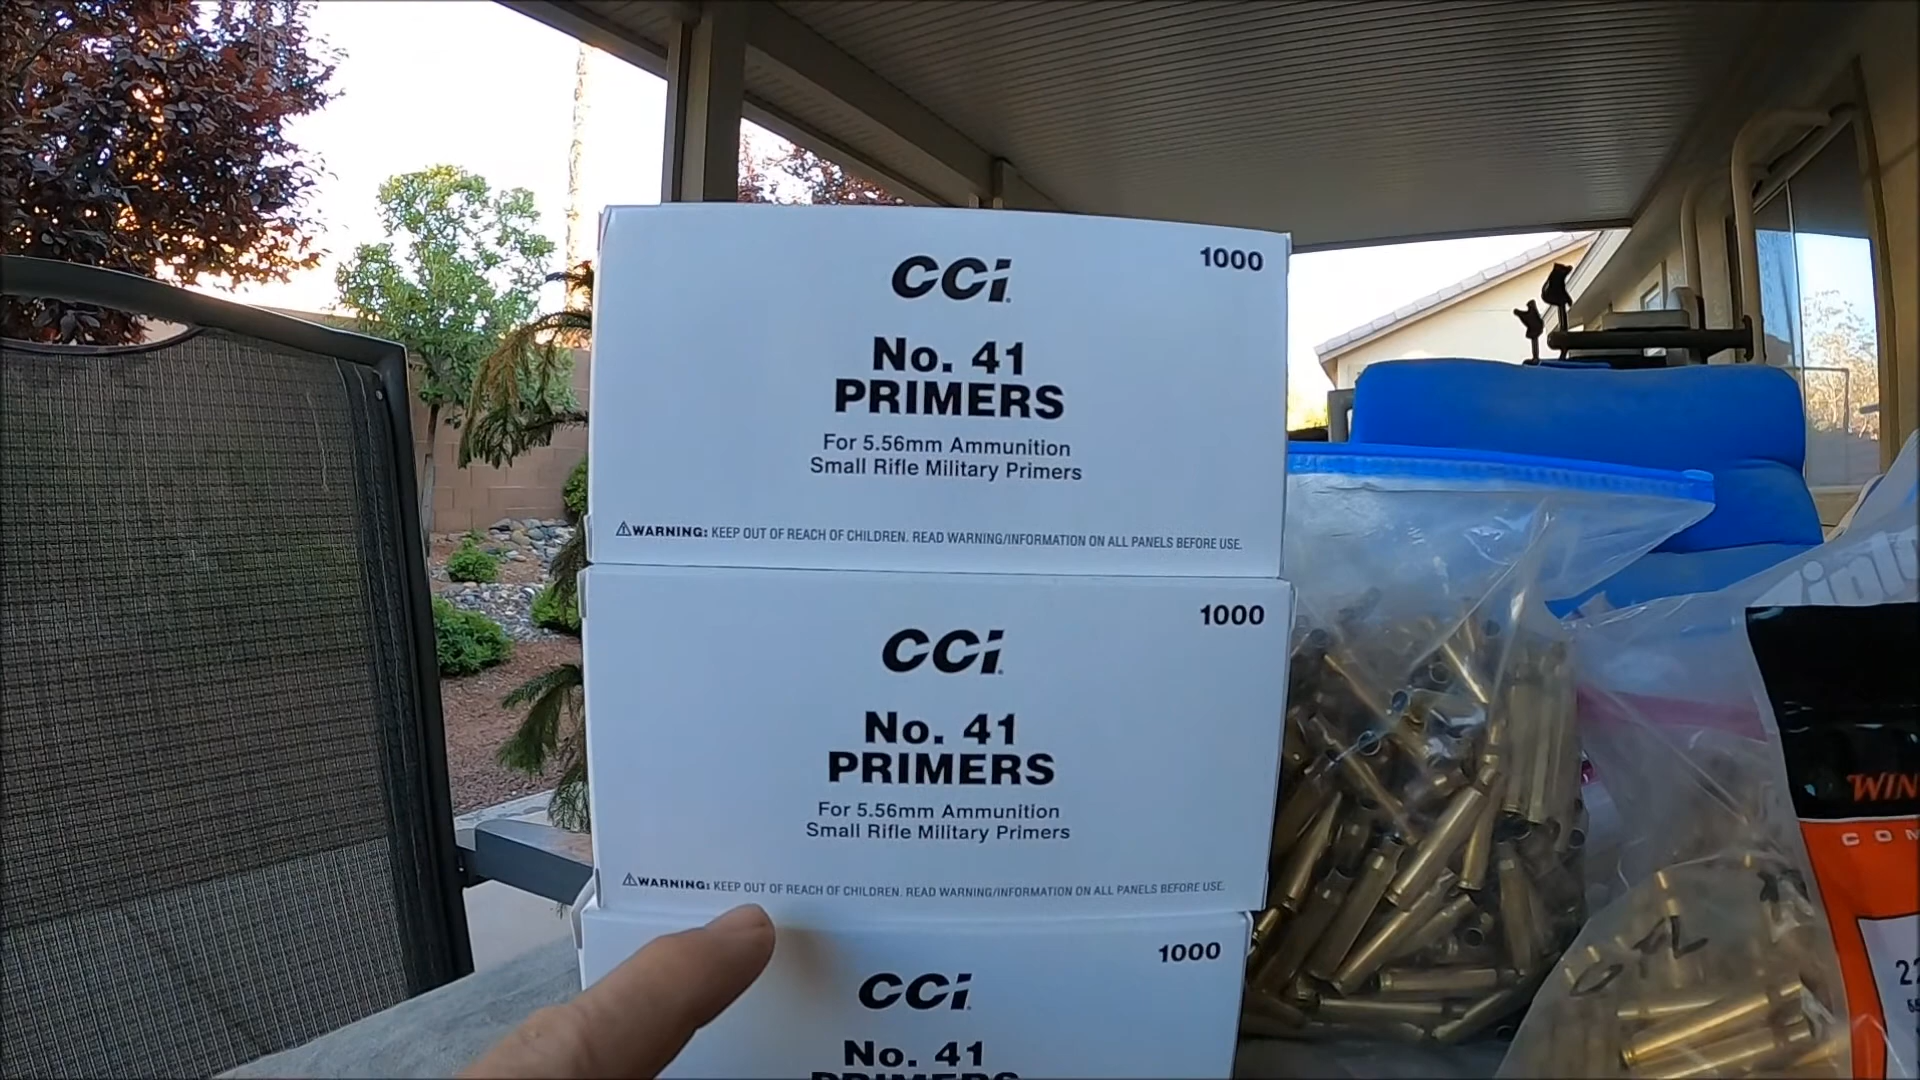 CCI
1000
No. 41
PRIMERS
For 5.56mm Ammunition
Small Rifle Military Primers
WARNING: KEEP OUT OF REACH OF CHILDREN. READ WARNING/INFORMATION ON ALL PANELS BEFORE USE.
1000
CCI
No. 41
PRIMERS
For 5.56mm Ammunition
Small Rifle Military Primers
WARNING: KEEP OUT OF REACH OF CHILDREN. READ WARNING/INFORMATION ON ALL PANELS BEFORE USE.
1000
CCI
No. 41
PRIMERS
WIN
COM